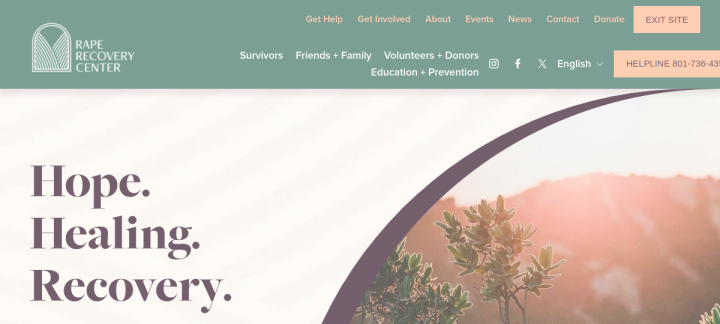 Get Help Get Involved About Events News Contact Donate EXIT SITE
RAPE
RECOVERY
CENTER
Survivors Friends + Family Volunteers + Donors
Education + Prevention
English
HELPLINE 801-736-435
Hope.
Healing.
Recovery.